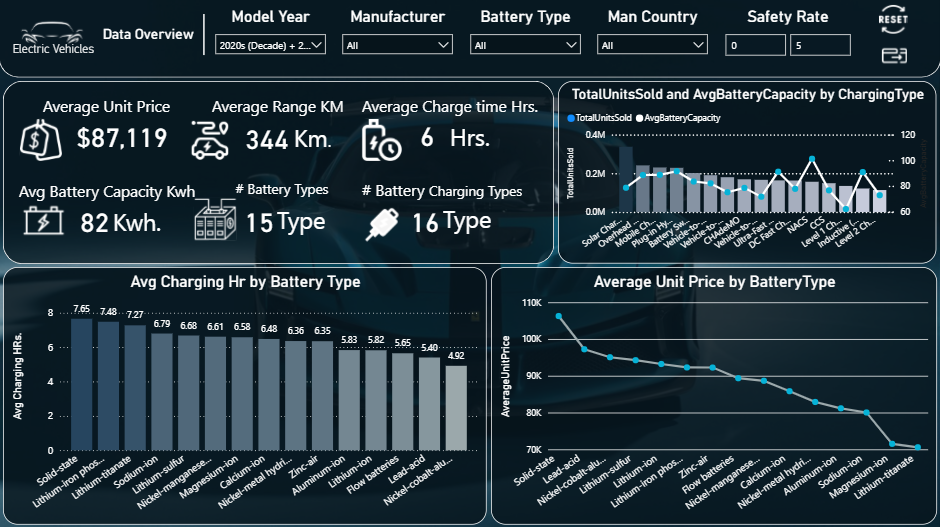 Electric Vehicles
Data Overview
Model Year
2020s (Decade) + 2...
Manufacturer
All
Battery Type
All
Man Country
All
Safety Rate
0
5
RESET
Average Unit Price
$87,119
Average Range KM
344 Km.
Average Charge time Hrs.
6 Hrs.
Avg Battery Capacity Kwh
82 Kwh.
# Battery Types
15 Type
# Battery Charging Types
16 Type
TotalUnitsSold and AvgBatteryCapacity by ChargingType
TotalUnitsSold
AvgBatteryCapacity
TotalUnitsSold
0.4M
0.2M
0.0M
120
100
80
60
Solar Char...
Overhead...
Mobile Ch...
Plug-in Hy...
Battery Sw...
Vehicle-to-...
Vehicle-to-...
CHAdeMO
Vehicle-to-...
Ultra-Fast ...
DC Fast Ch...
NACS
CCS
Level 1 Ch...
Inductive (...
Level 2 Ch...
Avg Charging Hr by Battery Type
Avg Charging HRs.
8
6
4
2
0
7.65
7.48
7.27
6.79
6.68
6.61
6.58
6.48
6.36
6.35
5.83
5.82
5.65
5.40
4.92
Solid-state
Lithium-iron phos...
Lithium-titanate
Sodium-ion
Lithium-sulfur
Nickel-manganese...
Magnesium-ion
Calcium-ion
Nickel-metal hydri...
Zinc-air
Aluminum-ion
Lithium-ion
Flow batteries
Lead-acid
Nickel-cobalt-alu...
Average Unit Price by BatteryType
AverageUnitPrice
110K
100K
90K
80K
70K
Solid-state
Lead-acid
Nickel-cobalt-alu...
Lithium-sulfur
Lithium-ion
Lithium-iron phos...
Zinc-air
Flow batteries
Nickel-manganese...
Calcium-ion
Nickel-metal hydri...
Aluminum-ion
Sodium-ion
Magnesium-ion
Lithium-titanate